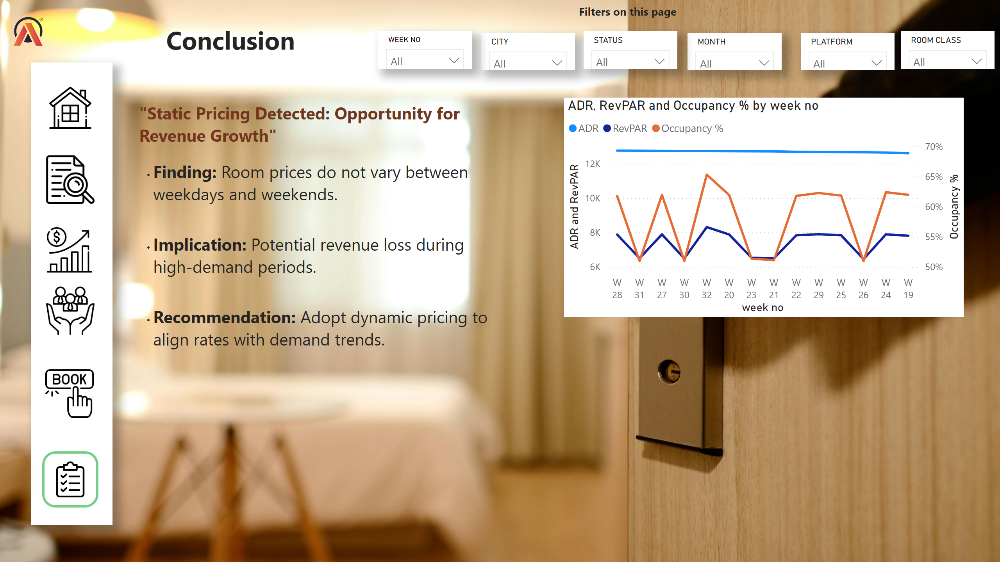 Filters on this page
®
Conclusion
WEEK NO
All
CITY
All
STATUS
All
MONTH
All
PLATFORM
All
ROOM CLASS
All
"Static Pricing Detected: Opportunity for
Revenue Growth"
• Finding: Room prices do not vary between
weekdays and weekends.
• Implication: Potential revenue loss during
high-demand periods.
• Recommendation: Adopt dynamic pricing to
align rates with demand trends.
$
BOOK
ADR, RevPAR and Occupancy % by week no
ADR RevPAR Occupancy %
ADR and RevPAR
12K
10K
8K
6K
70%
65%
60%
55%
50%
Occupancy %
W W W W W W W W W W W W W W
28 31 27 30 32 20 23 21 22 29 25 26 24 19
week no